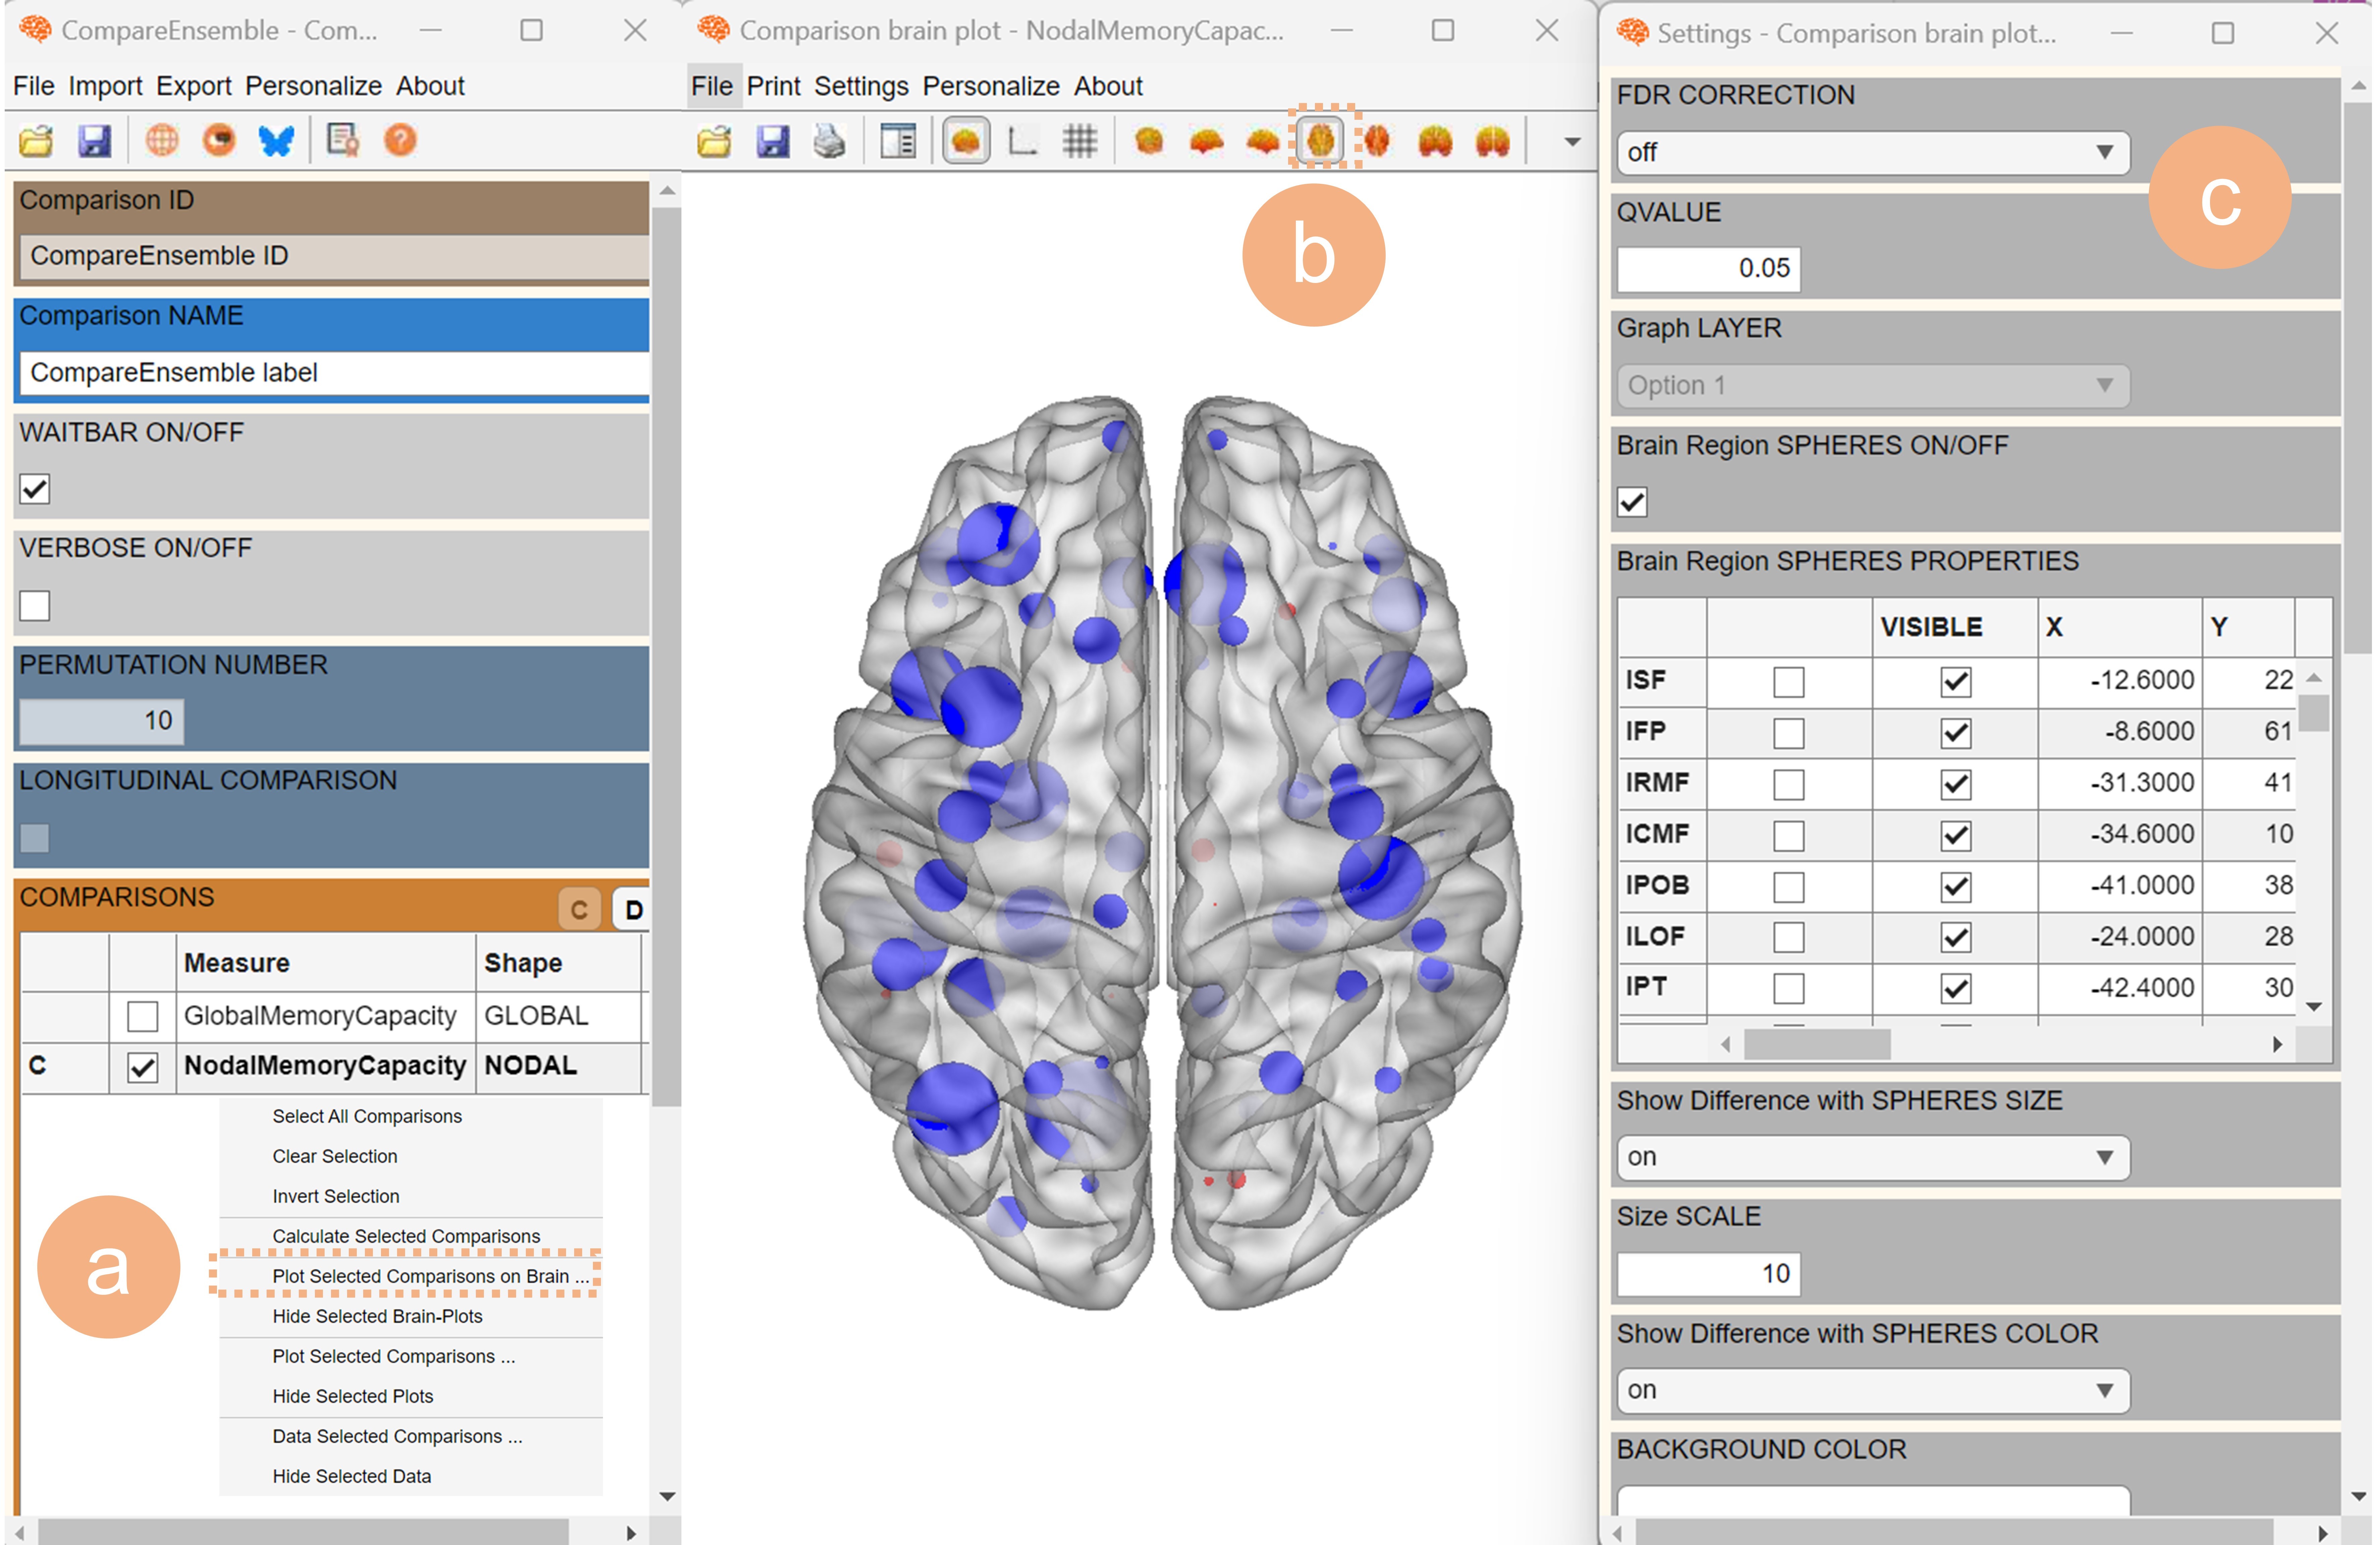 CompareEnsemble - Com...
File Import Export Personalize About
Comparison ID
CompareEnsemble ID
Comparison NAME
CompareEnsemble label
WAITBAR ON/OFF
VERBOSE ON/OFF
PERMUTATION NUMBER
10
LONGITUDINAL COMPARISON
COMPARISONS C D
Measure Shape
GlobalMemoryCapacity GLOBAL
C NodalMemoryCapacity NODAL
Select All Comparisons
Clear Selection
Invert Selection
Calculate Selected Comparisons
Plot Selected Comparisons on Brain ...
Hide Selected Brain-Plots
Plot Selected Comparisons ...
Hide Selected Plots
Data Selected Comparisons ...
Hide Selected Data
a
Comparison brain plot - NodalMemoryCapac...
File Print Settings Personalize About
b
Settings - Comparison brain plot...
FDR CORRECTION
off
c
QVALUE
0.05
Graph LAYER
Option 1
Brain Region SPHERES ON/OFF
Brain Region SPHERES PROPERTIES
VISIBLE X Y
lSF -12.6000 22
lFP -8.6000 61
lRMF -31.3000 41
lCMF -34.6000 10
lPOB -41.0000 38
lLOF -24.0000 28
lPT -42.4000 30
Show Difference with SPHERES SIZE
on
Size SCALE
10
Show Difference with SPHERES COLOR
on
BACKGROUND COLOR